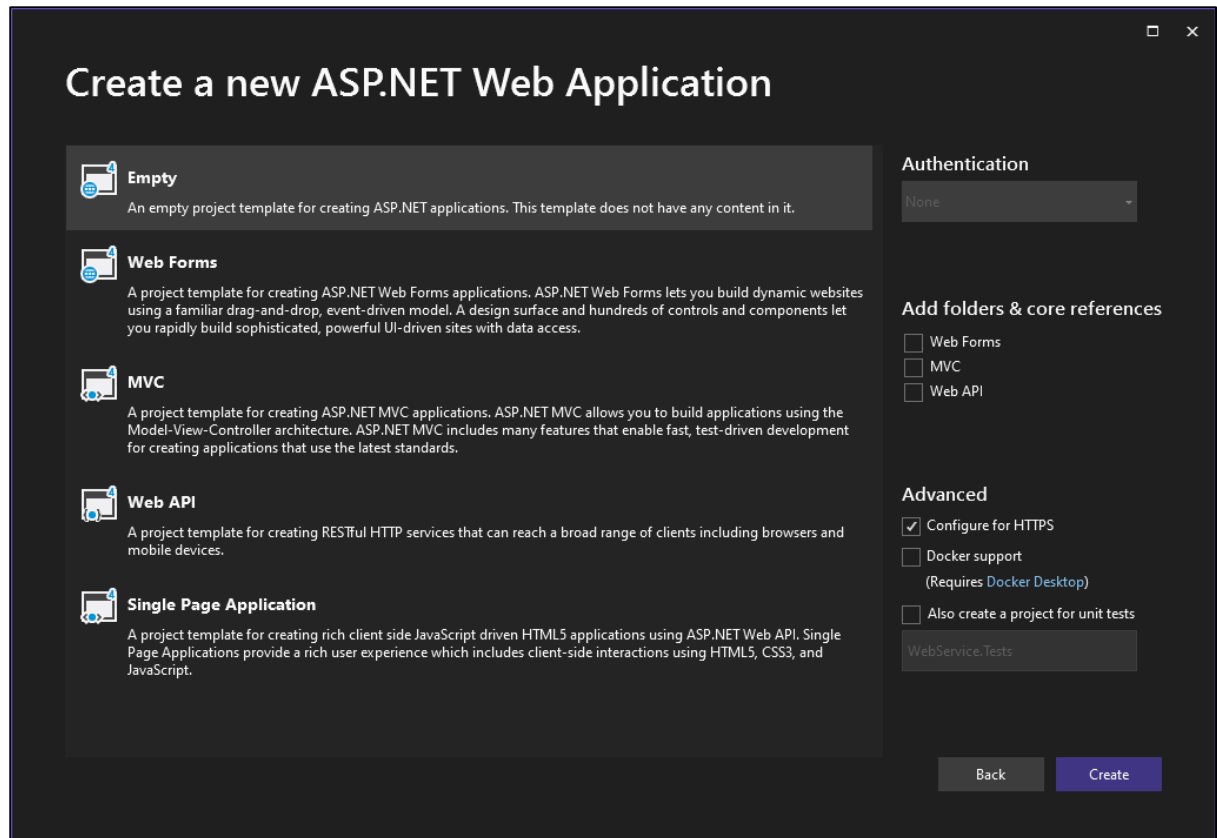 Create a new ASP.NET Web Application
Empty
An empty project template for creating ASP.NET applications. This template does not have any content in it.
Web Forms
A project template for creating ASP.NET Web Forms applications. ASP.NET Web Forms lets you build dynamic websites
using a familiar drag-and-drop, event-driven model. A design surface and hundreds of controls and components let
you rapidly build sophisticated, powerful UI-driven sites with data access.
MVC
A project template for creating ASP.NET MVC applications. ASP.NET MVC allows you to build applications using the
Model-View-Controller architecture. ASP.NET MVC includes many features that enable fast, test-driven development
for creating applications that use the latest standards.
Web API
A project template for creating RESTful HTTP services that can reach a broad range of clients including browsers and
mobile devices.
Single Page Application
A project template for creating rich client side JavaScript driven HTML5 applications using ASP.NET Web API. Single
Page Applications provide a rich user experience which includes client-side interactions using HTML5, CSS3, and
JavaScript.
Authentication
None
Add folders & core references
Web Forms
MVC
Web API
Advanced
Configure for HTTPS
Docker support
(Requires Docker Desktop)
Also create a project for unit tests
WebService.Tests
Back
Create